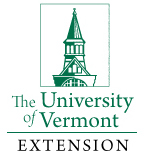 The University
of Vermont
EXTENSION